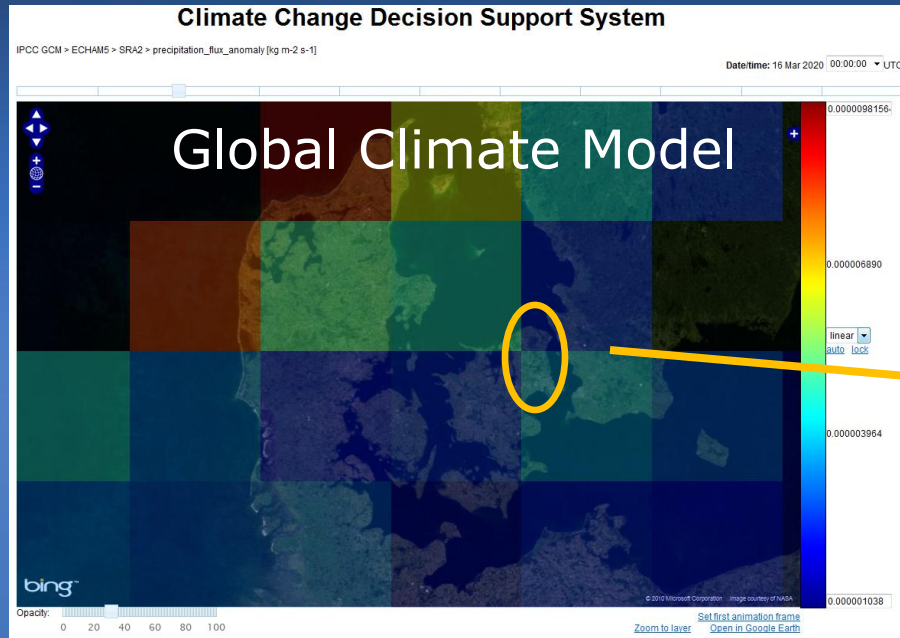 Climate Change Decision Support System
IPCC GCM > ECHAM5 > SRA2 > precipitation_flux_anomaly [kg m-2 s-1]
Date/time: 16 Mar 2020 00:00:00 UTC
0.0000098156
Global Climate Model
0.000006890
linear
auto lock
0.000003964
bing™
© 2010 Microsoft Corporation Image courtesy of NASA
0.000001038
Opacity:
0 20 40 60 80 100
Set first animation frame
Zoom to layer Open in Google Earth